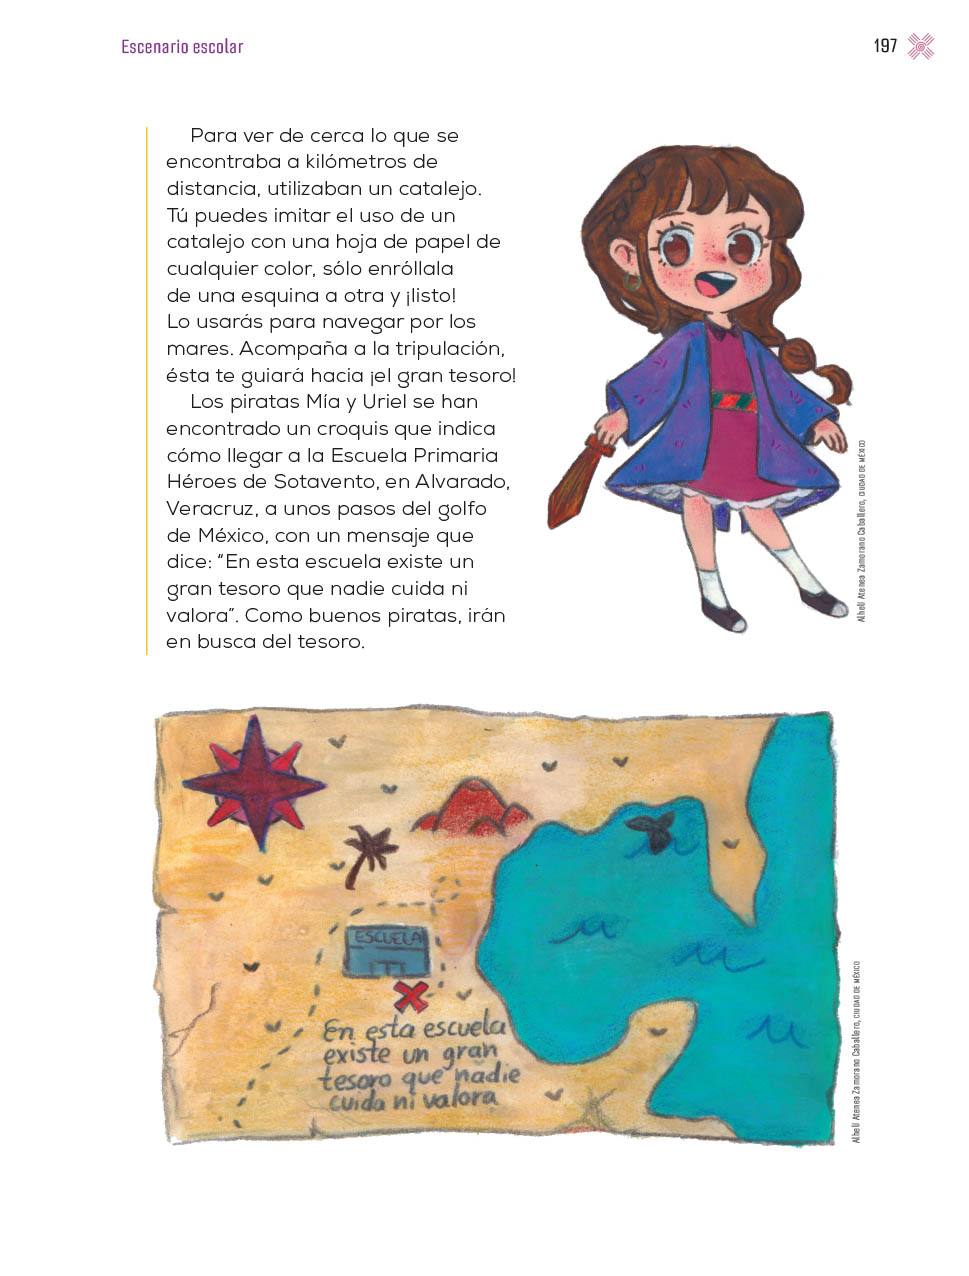 Escenario escolar
197
Para ver de cerca lo que se
encontraba a kilómetros de
distancia, utilizaban un catalejo.
Tú puedes imitar el uso de un
catalejo con una hoja de papel de
cualquier color, sólo enróllala
de una esquina a otra y ¡listo!
Lo usarás para navegar por los
mares. Acompaña a la tripulación,
ésta te guiará hacia ¡el gran tesoro!
Los piratas Mía y Uriel se han
encontrado un croquis que indica
cómo llegar a la Escuela Primaria
Héroes de Sotavento, en Alvarado,
Veracruz, a unos pasos del golfo
de México, con un mensaje que
dice: “En esta escuela existe un
gran tesoro que nadie cuida ni
valora”. Como buenos piratas, irán
en busca del tesoro.
Alhelí Atenea Zamorano Caballero, CIUDAD DE MÉXICO
ESCUELA
En esta escuela
existe un gran
tesoro que nadie
cuida ni valora
Alhelí Atenea Zamorano Caballero, CIUDAD DE MÉXICO